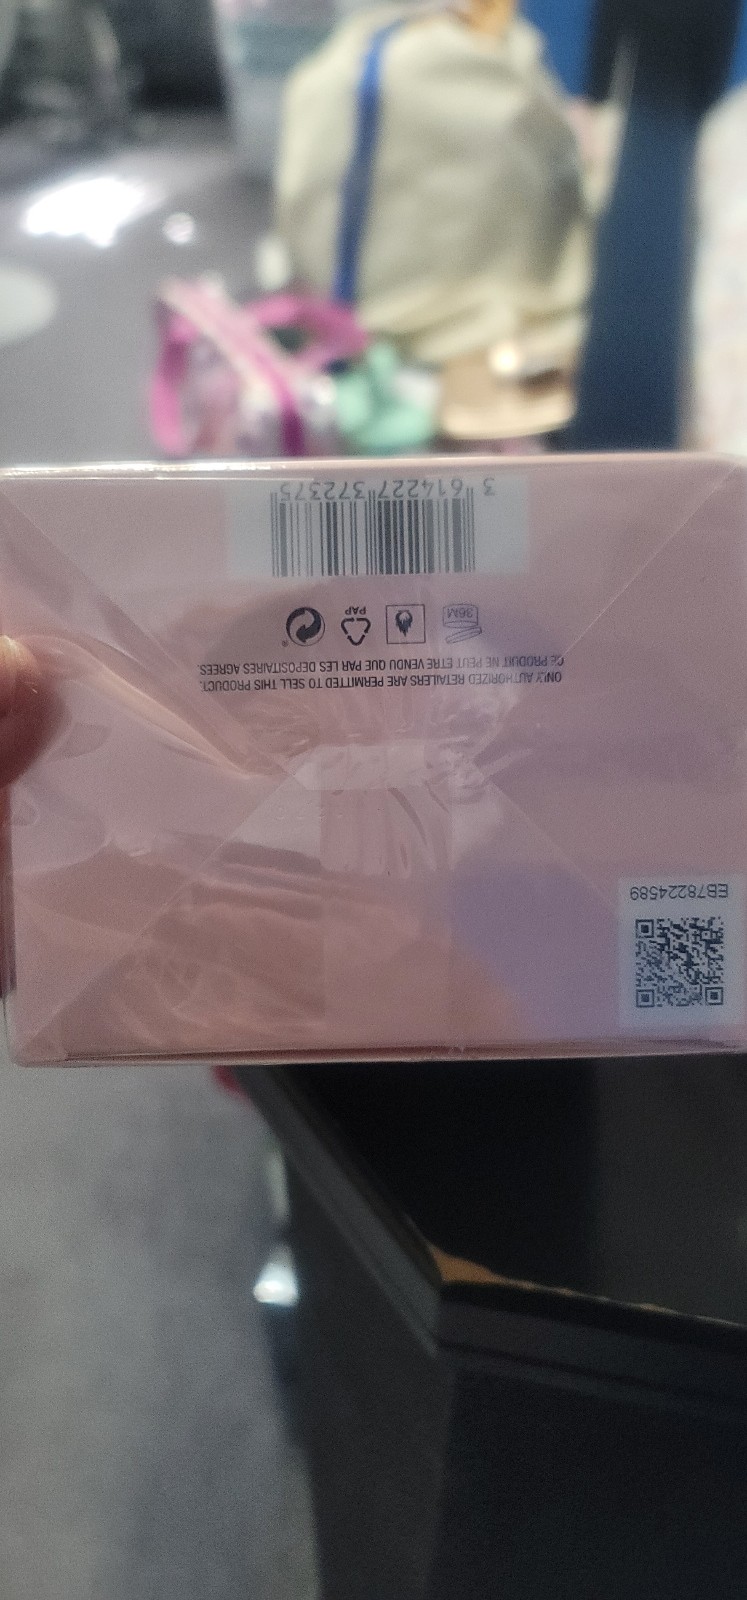 ONLY AUTHORIZED RETAILERS ARE PERMITTED TO SELL THIS PRODUCT.
CE PRODUIT NE PEUT ETRE VENDU QUE PAR LES DEPOSITAIRES AGREES.
36M
PAP
3 614227 372375
EB78224589